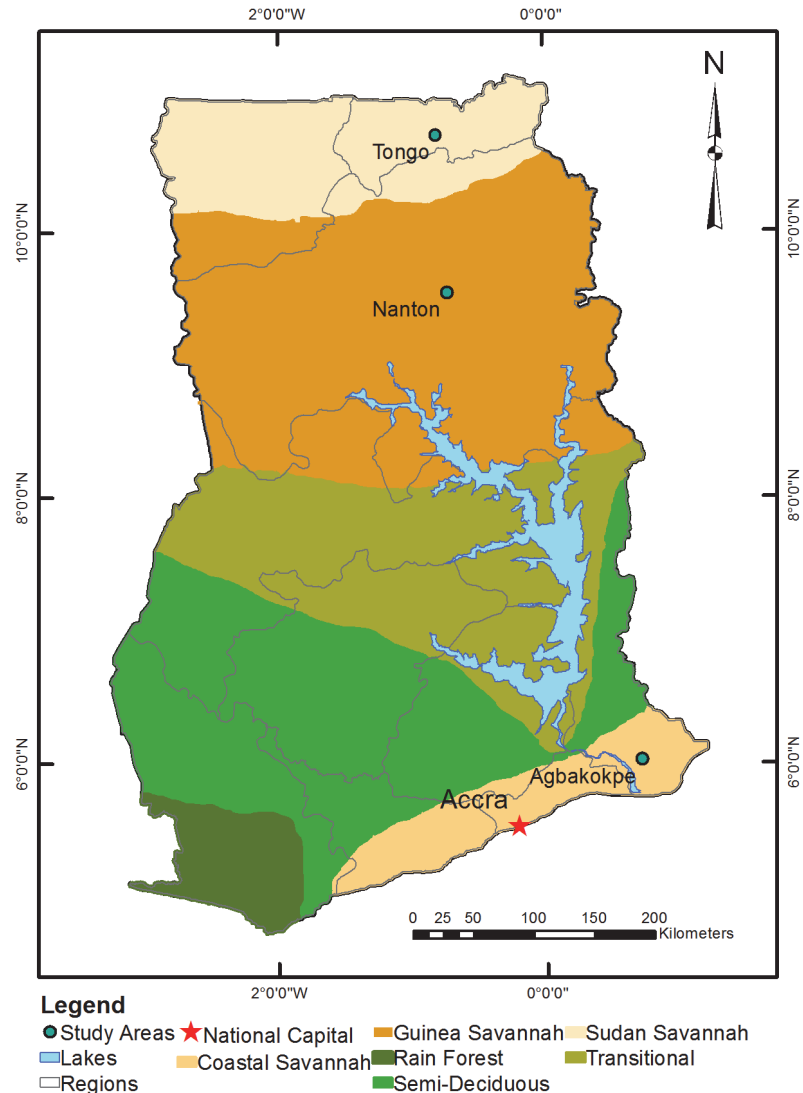 2°0'0"W 0°0'0"
N
Tongo
10°0'0"N 10°0'0"N
Nanton
8°0'0"N 8°0'0"N
6°0'0"N 6°0'0"N
Agbakokpe
Accra
0 25 50 100 150 200
Kilometers
2°0'0"W 0°0'0"
Legend
Study Areas National Capital Guinea Savannah Sudan Savannah
Lakes Coastal Savannah Rain Forest Transitional
Regions Semi-Deciduous